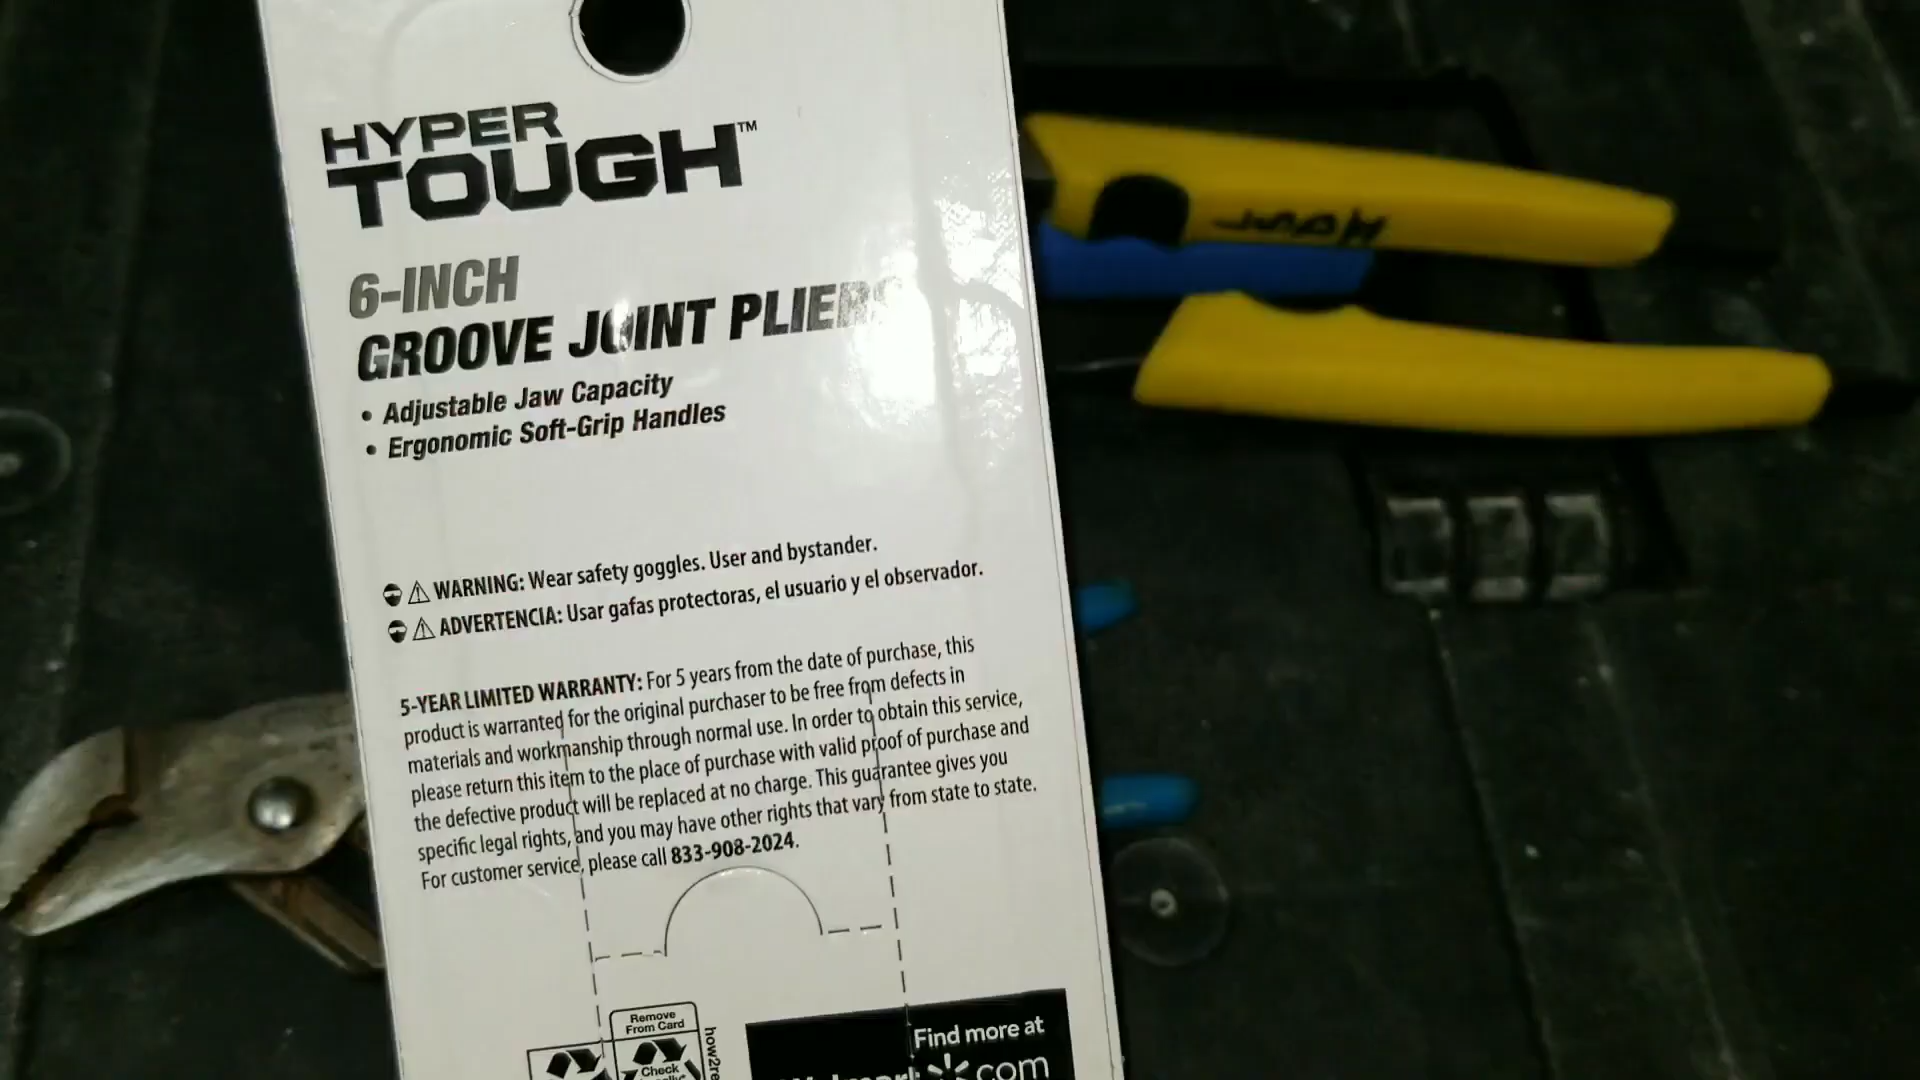 HYPER
TOUGH™
6-INCH
GROOVE JOINT PLIERS
• Adjustable Jaw Capacity
• Ergonomic Soft-Grip Handles
WARNING: Wear safety goggles. User and bystander.
ADVERTENCIA: Usar gafas protectoras, el usuario y el observador.
5-YEAR LIMITED WARRANTY: For 5 years from the date of purchase, this
product is warranted for the original purchaser to be free from defects in
materials and workmanship through normal use. In order to obtain this service,
please return this item to the place of purchase with valid proof of purchase and
the defective product will be replaced at no charge. This guarantee gives you
specific legal rights, and you may have other rights that vary from state to state.
For customer service, please call 833-908-2024.
Remove
From Card
Check
Find more at
.com